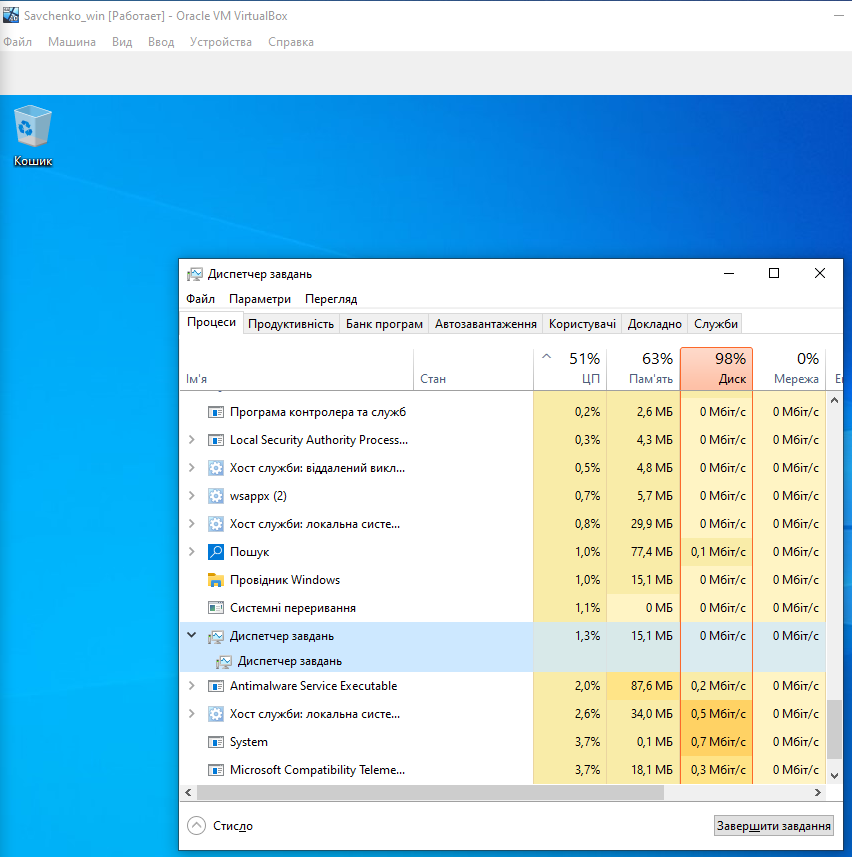 Savchenko_win [Работает] - Oracle VM VirtualBox
Файл Машина Вид Ввод Устройства Справка
Кошик
Диспетчер завдань
Файл Параметри Перегляд
Процеси Продуктивність Банк програм Автозавантаження Користувачі Докладно Служби
51% 63% 98% 0%
Ім'я Стан ЦП Пам'ять Диск Мережа
Програма контролера та служб 0,2% 2,6 МБ 0 Мбіт/с 0 Мбіт/с
Local Security Authority Process... 0,3% 4,3 МБ 0 Мбіт/с 0 Мбіт/с
Хост служби: віддалений викл... 0,5% 4,8 МБ 0 Мбіт/с 0 Мбіт/с
wsappx (2) 0,7% 5,7 МБ 0 Мбіт/с 0 Мбіт/с
Хост служби: локальна систе... 0,8% 29,9 МБ 0 Мбіт/с 0 Мбіт/с
Пошук 1,0% 77,4 МБ 0,1 Мбіт/с 0 Мбіт/с
Провідник Windows 1,0% 15,1 МБ 0 Мбіт/с 0 Мбіт/с
Системні переривання 1,1% 0 МБ 0 Мбіт/с 0 Мбіт/с
Диспетчер завдань 1,3% 15,1 МБ 0 Мбіт/с 0 Мбіт/с
Диспетчер завдань
Antimalware Service Executable 2,0% 87,6 МБ 0,2 Мбіт/с 0 Мбіт/с
Хост служби: локальна систе... 2,6% 34,0 МБ 0,5 Мбіт/с 0 Мбіт/с
System 3,7% 0,1 МБ 0,7 Мбіт/с 0 Мбіт/с
Microsoft Compatibility Teleme... 3,7% 18,1 МБ 0,3 Мбіт/с 0 Мбіт/с
Стисло Завершити завдання